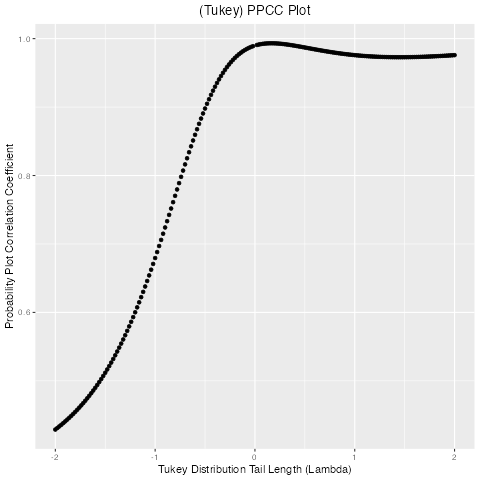 (Tukey) PPCC Plot
Probability Plot Correlation Coefficient
1.0
0.8
0.6
-2
-1
0
1
2
Tukey Distribution Tail Length (Lambda)